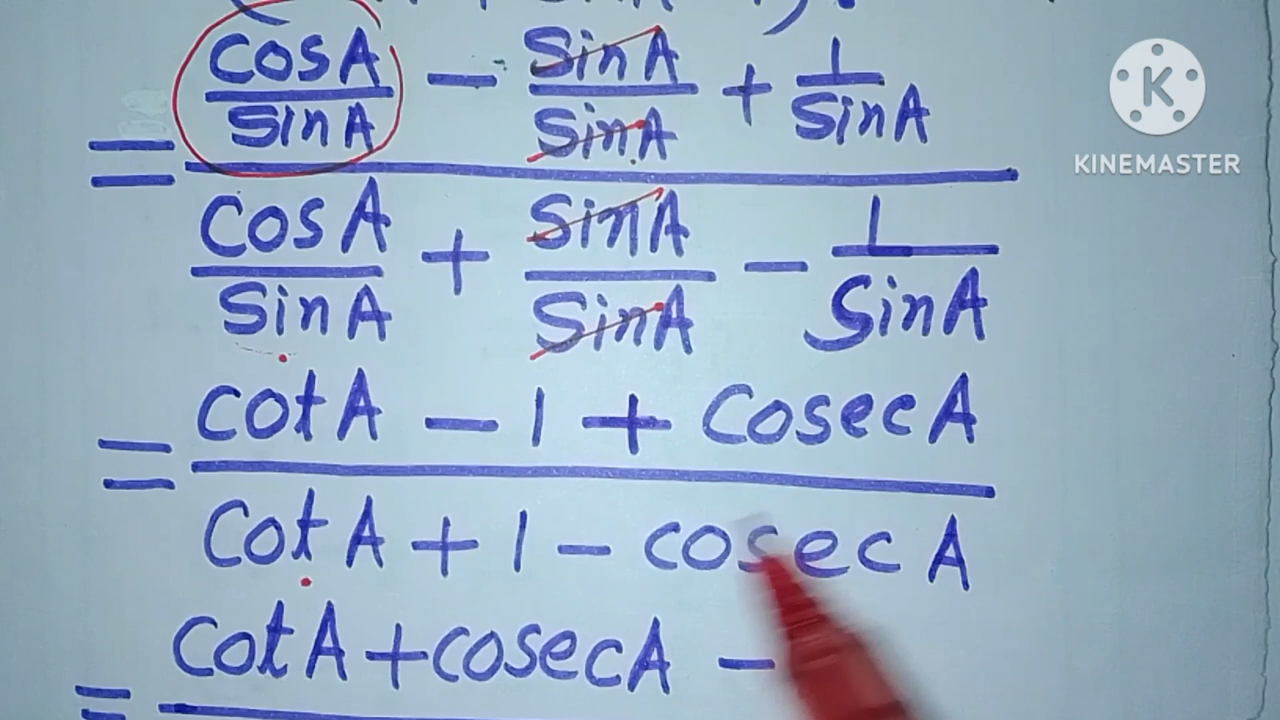 cosA/sinA - sinA/sinA + 1/sinA
=
cosA/sinA + sinA/sinA - 1/sinA
cotA - 1 + cosecA
=
cotA + 1 - cosecA
cotA + cosecA -
=
K
KINEMASTER